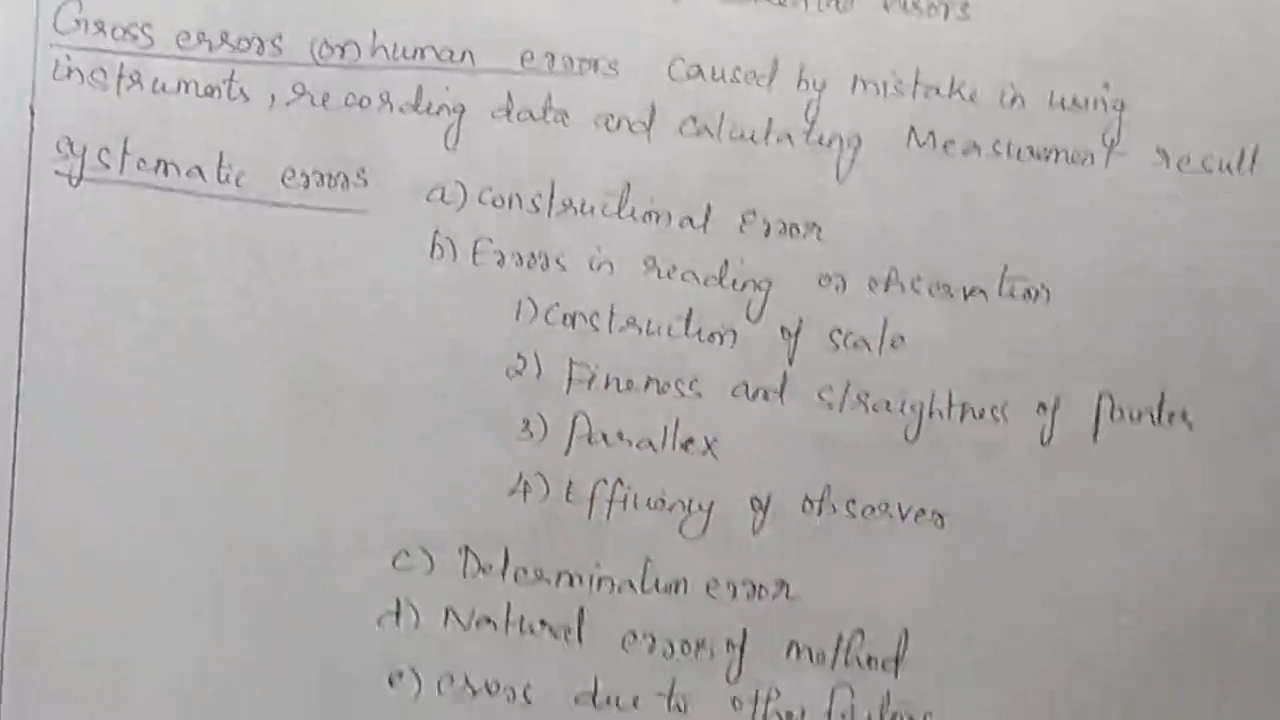 Gross errors (or) human errors caused by mistake in using
instruments, recording data and calculating Measurement result
systematic errors a) constructional Error
b) Errors in reading or observation
1) construction of scale
2) Fineness and straightness of Pointer
3) Parallex
4) Efficiency of observer
c) Determination error
d) Natural errors of method
e) errors due to other factors